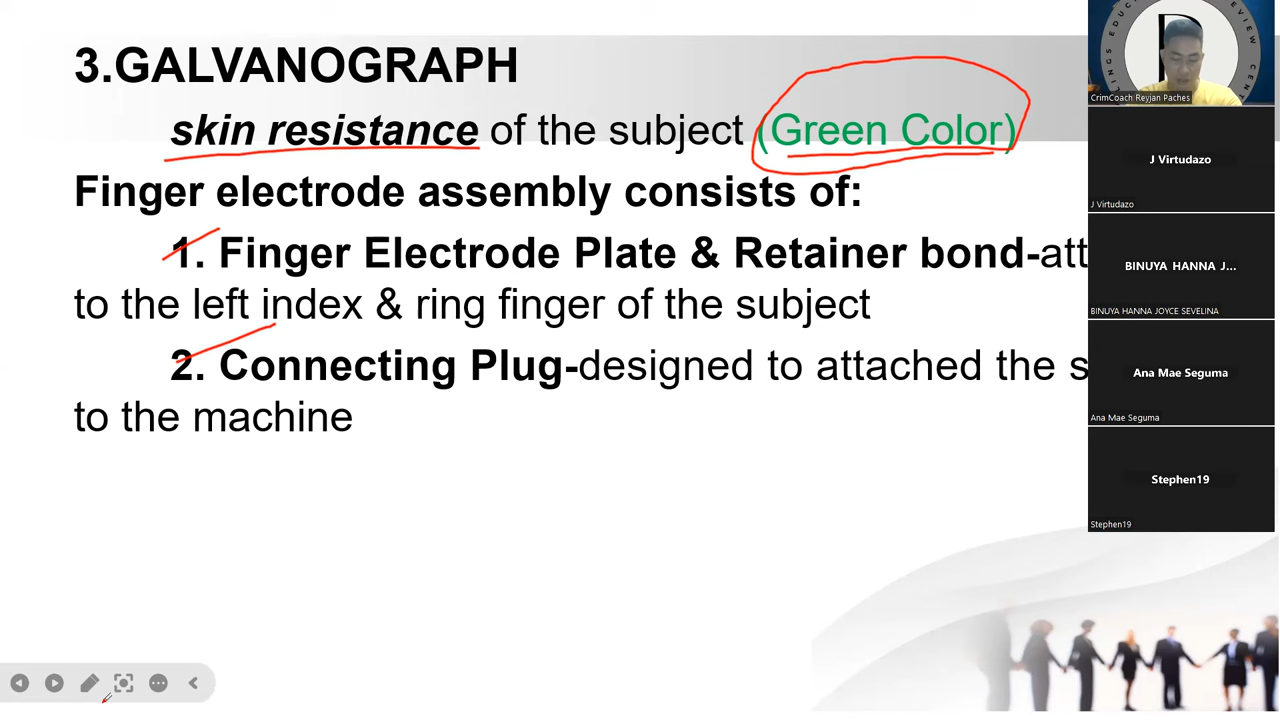 3.GALVANOGRAPH
skin resistance of the subject (Green Color)
Finger electrode assembly consists of:
1. Finger Electrode Plate & Retainer bond-att
to the left index & ring finger of the subject
2. Connecting Plug-designed to attached the s
to the machine
CrimCoach Reyjan Paches
J Virtudazo
J Virtudazo
BINUYA HANNA J...
BINUYA HANNA JOYCE SEVELINA
Ana Mae Seguma
Ana Mae Seguma
Stephen19
Stephen19